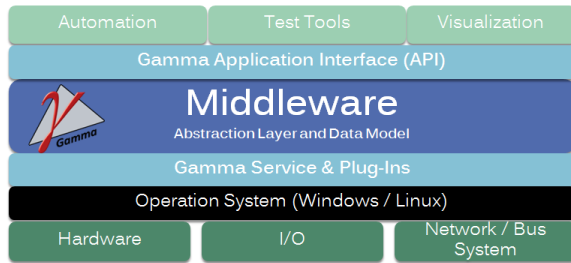 Automation Test Tools Visualization
Gamma Application Interface (API)
Middleware
Abstraction Layer and Data Model
γ Gamma
Gamma Service & Plug-Ins
Operation System (Windows / Linux)
Hardware I/O Network / Bus
System